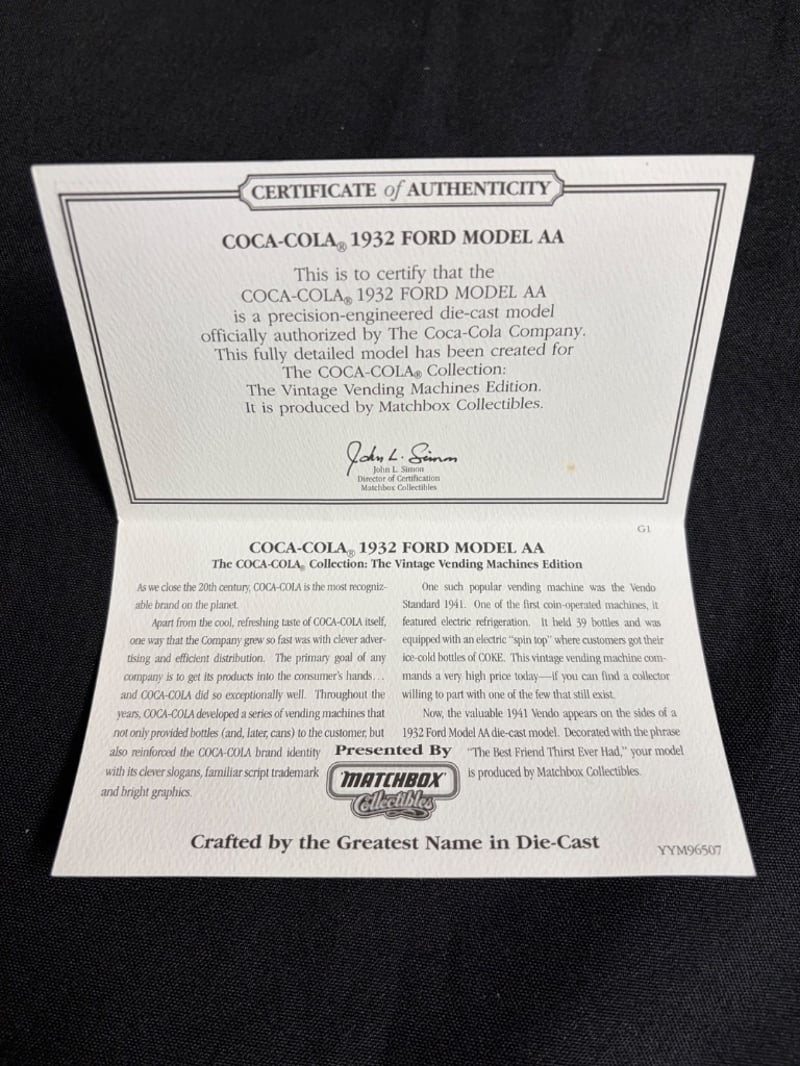 CERTIFICATE of AUTHENTICITY
COCA-COLA® 1932 FORD MODEL AA
This is to certify that the
COCA-COLA® 1932 FORD MODEL AA
is a precision-engineered die-cast model
officially authorized by The Coca-Cola Company.
This fully detailed model has been created for
The COCA-COLA® Collection:
The Vintage Vending Machines Edition.
It is produced by Matchbox Collectibles.
John L. Simon
John L. Simon
Director of Certification
Matchbox Collectibles
G1
COCA-COLA® 1932 FORD MODEL AA
The COCA-COLA® Collection: The Vintage Vending Machines Edition
As we close the 20th century, COCA-COLA is the most recogniz-
able brand on the planet.
Apart from the cool, refreshing taste of COCA-COLA itself,
one way that the Company grew so fast was with clever adver-
tising and efficient distribution. The primary goal of any
company is to get its products into the consumer's hands...
and COCA-COLA did so exceptionally well. Throughout the
years, COCA-COLA developed a series of vending machines that
not only provided bottles (and, later, cans) to the customer, but
also reinforced the COCA-COLA brand identity
with its clever slogans, familiar script trademark
and bright graphics.
One such popular vending machine was the Vendo
Standard 1941. One of the first coin-operated machines, it
featured electric refrigeration. It held 39 bottles and was
equipped with an electric "spin top" where customers got their
ice-cold bottles of COKE. This vintage vending machine com-
mands a very high price today—if you can find a collector
willing to part with one of the few that still exist.
Now, the valuable 1941 Vendo appears on the sides of a
1932 Ford Model AA die-cast model. Decorated with the phrase
"The Best Friend Thirst Ever Had," your model
is produced by Matchbox Collectibles.
Presented By
MATCHBOX
Collectibles
Crafted by the Greatest Name in Die-Cast
YYM96507